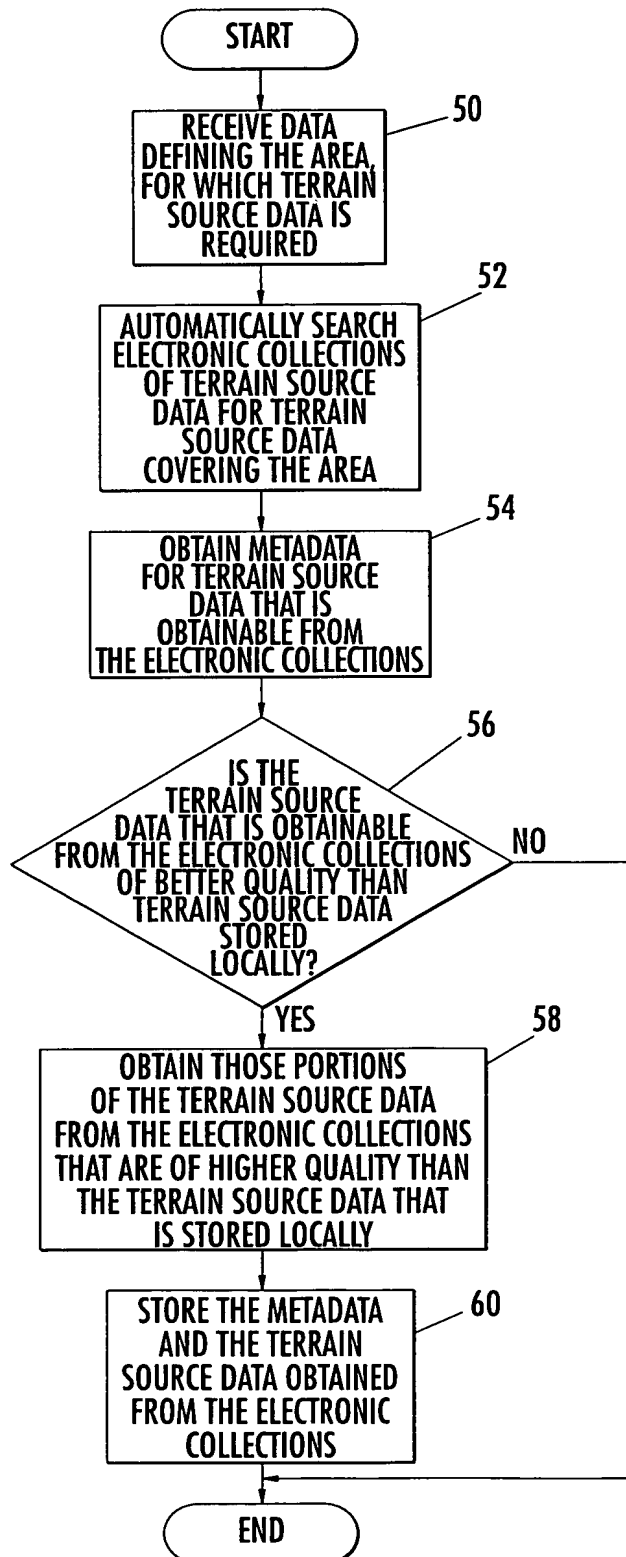 START
50
RECEIVE DATA
DEFINING THE AREA,
FOR WHICH TERRAIN
SOURCE DATA IS
REQUIRED
52
AUTOMATICALLY SEARCH
ELECTRONIC COLLECTIONS
OF TERRAIN SOURCE
DATA FOR TERRAIN
SOURCE DATA
COVERING THE AREA
54
OBTAIN METADATA
FOR TERRAIN SOURCE
DATA THAT IS
OBTAINABLE FROM
THE ELECTRONIC COLLECTIONS
56
IS THE
TERRAIN SOURCE
DATA THAT IS OBTAINABLE
FROM THE ELECTRONIC COLLECTIONS
OF BETTER QUALITY THAN
TERRAIN SOURCE DATA
STORED
LOCALLY?
NO
YES
58
OBTAIN THOSE PORTIONS
OF THE TERRAIN SOURCE DATA
FROM THE ELECTRONIC COLLECTIONS
THAT ARE OF HIGHER QUALITY THAN
THE TERRAIN SOURCE DATA THAT
IS STORED LOCALLY
60
STORE THE METADATA
AND THE TERRAIN
SOURCE DATA OBTAINED
FROM THE ELECTRONIC
COLLECTIONS
END